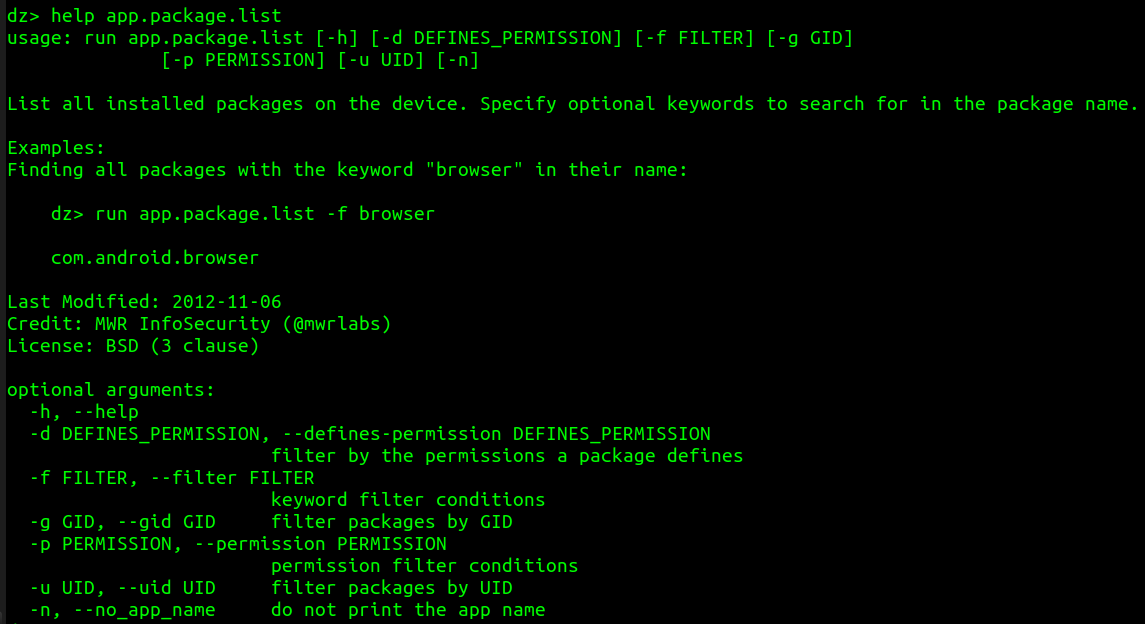 dz> help app.package.list
usage: run app.package.list [-h] [-d DEFINES_PERMISSION] [-f FILTER] [-g GID]
              [-p PERMISSION] [-u UID] [-n]

List all installed packages on the device. Specify optional keywords to search for in the package name.

Examples:
Finding all packages with the keyword "browser" in their name:

    dz> run app.package.list -f browser

    com.android.browser

Last Modified: 2012-11-06
Credit: MWR InfoSecurity (@mwrlabs)
License: BSD (3 clause)

optional arguments:
  -h, --help
  -d DEFINES_PERMISSION, --defines-permission DEFINES_PERMISSION
                        filter by the permissions a package defines
  -f FILTER, --filter FILTER
                        keyword filter conditions
  -g GID, --gid GID     filter packages by GID
  -p PERMISSION, --permission PERMISSION
                        permission filter conditions
  -u UID, --uid UID     filter packages by UID
  -n, --no_app_name     do not print the app name